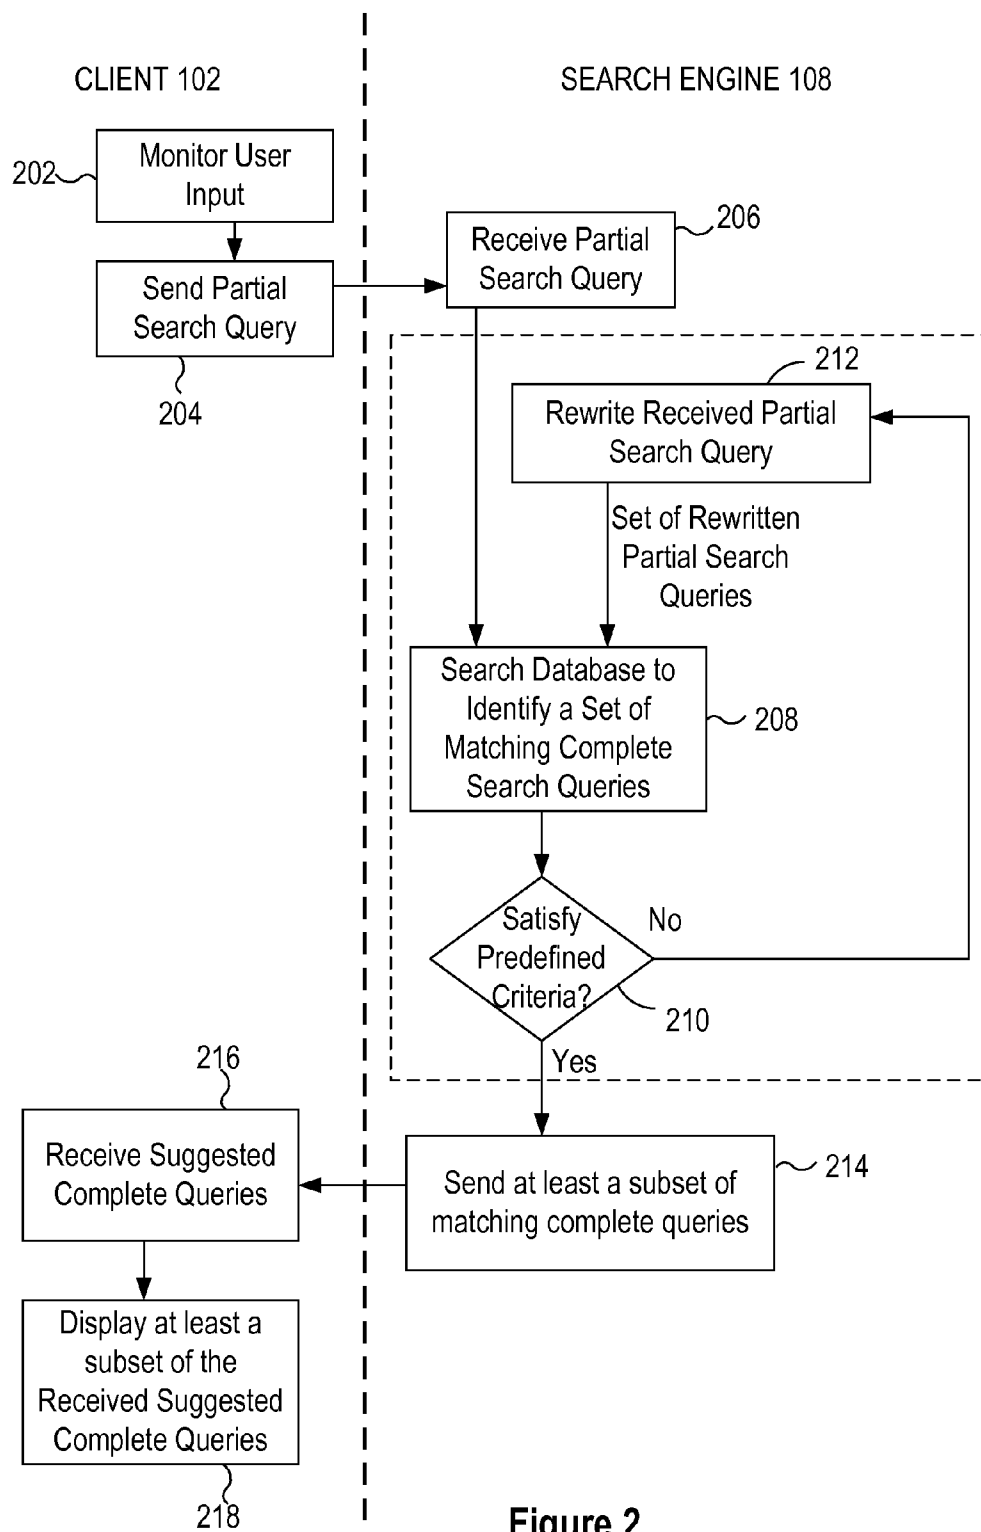 CLIENT 102
SEARCH ENGINE 108
202
Monitor User
Input
Send Partial
Search Query
204
Receive Partial
Search Query
206
212
Rewrite Received Partial
Search Query
Set of Rewritten
Partial Search
Queries
Search Database to
Identify a Set of
Matching Complete
Search Queries
208
Satisfy
Predefined
Criteria?
No
210
Yes
216
Receive Suggested
Complete Queries
Send at least a subset of
matching complete queries
214
Display at least a
subset of the
Received Suggested
Complete Queries
218
Figure 2